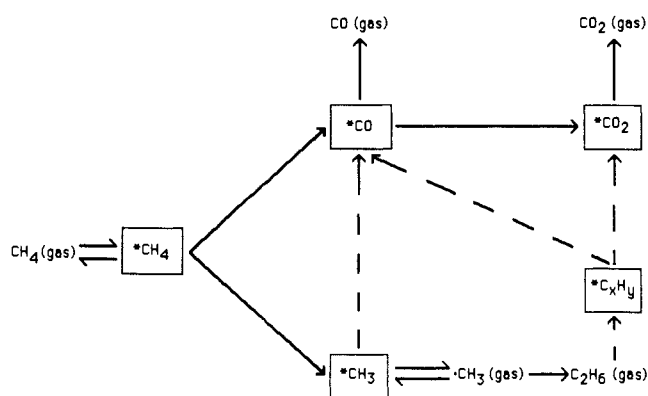 CO (gas)
CO₂ (gas)
*CO
*CO₂
CH₄ (gas)
*CH₄
*CₓHy
*CH₃
·CH₃ (gas)
C₂H₆ (gas)